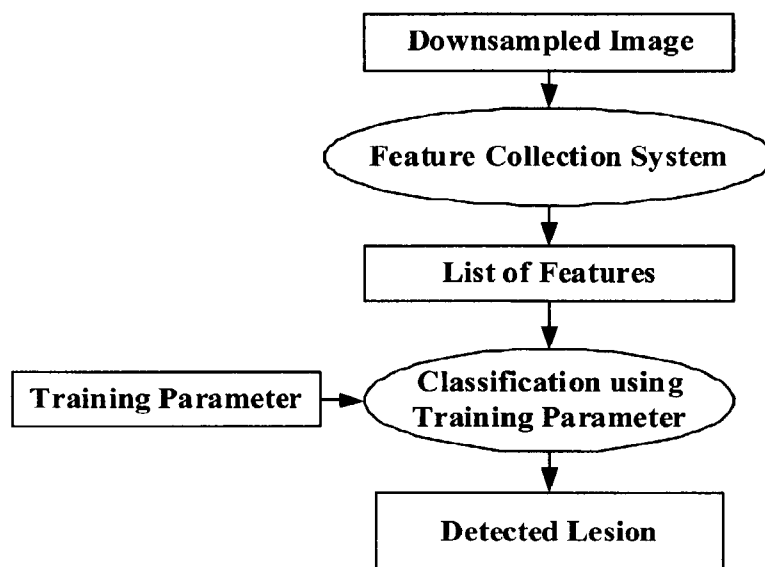 Downsampled Image
Feature Collection System
List of Features
Training Parameter
Classification using
Training Parameter
Detected Lesion